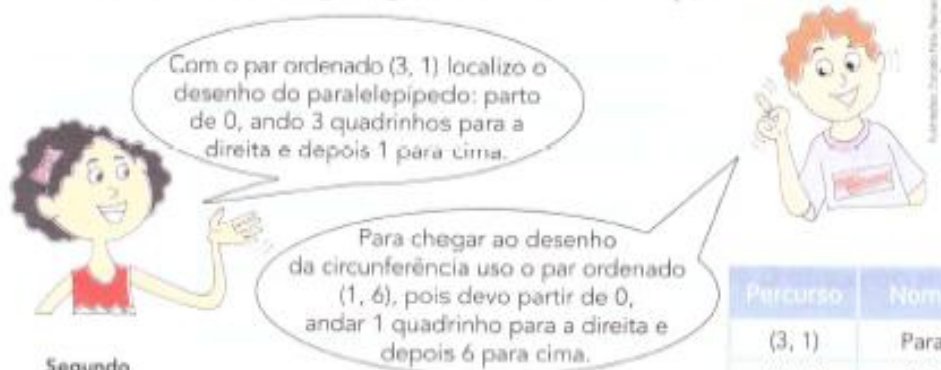 Com o par ordenado (3, 1) localizo o
desenho do paralelepípedo: parto
de 0, ando 3 quadrinhos para a
direita e depois 1 para cima.
Para chegar ao desenho
da circunferência uso o par ordenado
(1, 6), pois devo partir de 0,
andar 1 quadrinho para a direita e
depois 6 para cima.
Percurso Nom
(3, 1) Para
Segundo